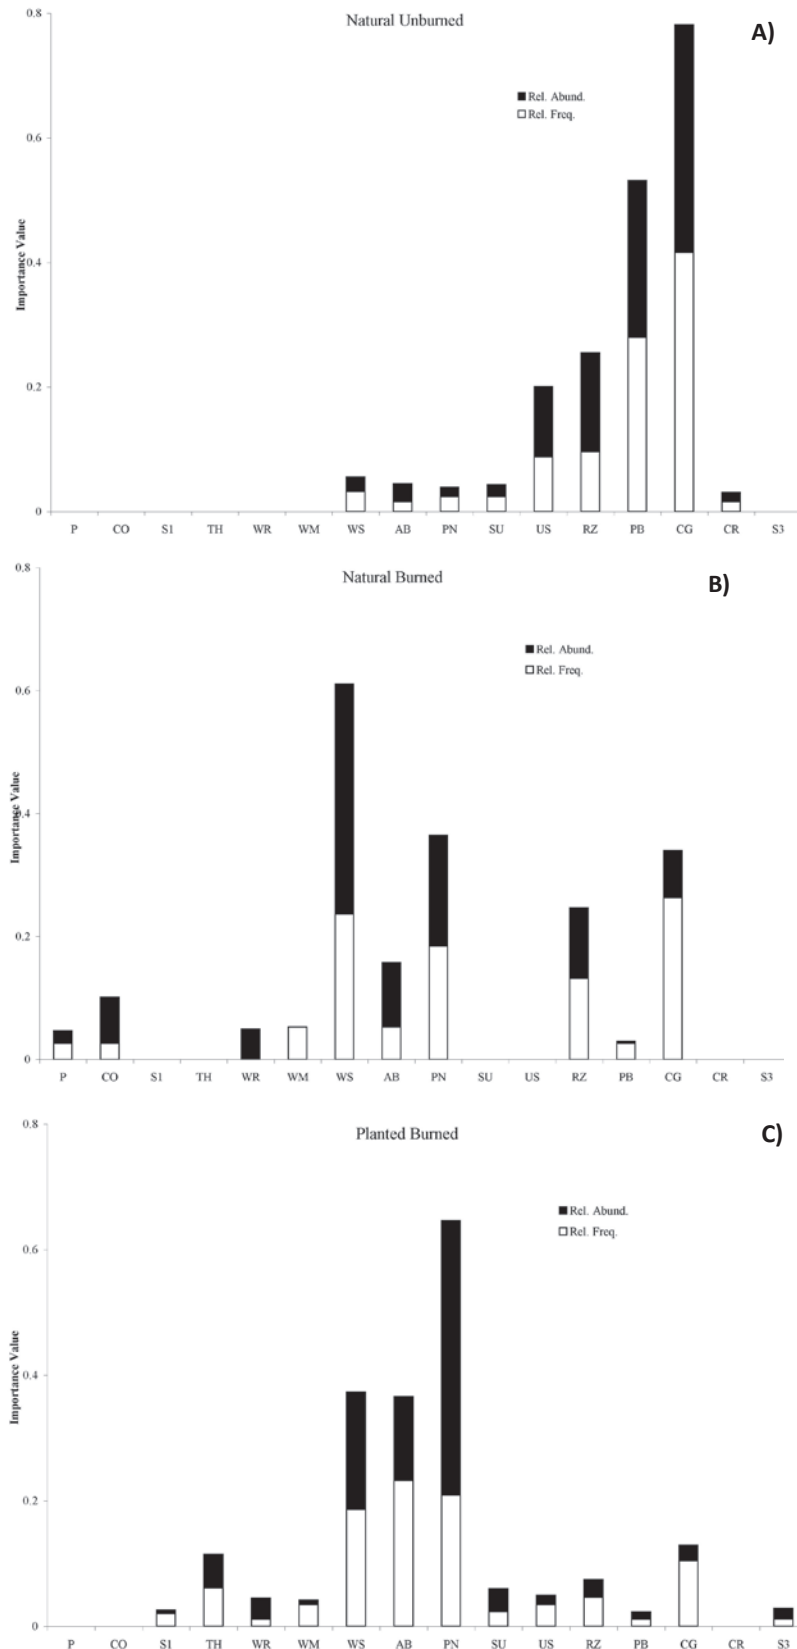 Natural Unburned
A)
0.8
Rel. Abund.
Rel. Freq.
0.6
Importance Value
0.4
0.2
0
P CO S1 TH WR WM WS AB PN SU US RZ PB CG CR S3
Natural Burned
B)
0.8
Rel. Abund.
Rel. Freq.
0.6
Importance Value
0.4
0.2
0
P CO S1 TH WR WM WS AB PN SU US RZ PB CG CR S3
Planted Burned
C)
0.8
Rel. Abund.
Rel. Freq.
0.6
Importance Value
0.4
0.2
0
P CO S1 TH WR WM WS AB PN SU US RZ PB CG CR S3